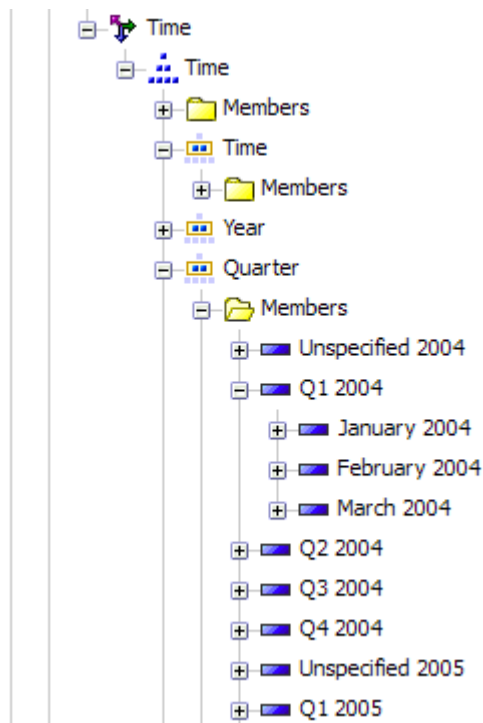 Time
Time
Members
Time
Members
Year
Quarter
Members
Unspecified 2004
Q1 2004
January 2004
February 2004
March 2004
Q2 2004
Q3 2004
Q4 2004
Unspecified 2005
Q1 2005